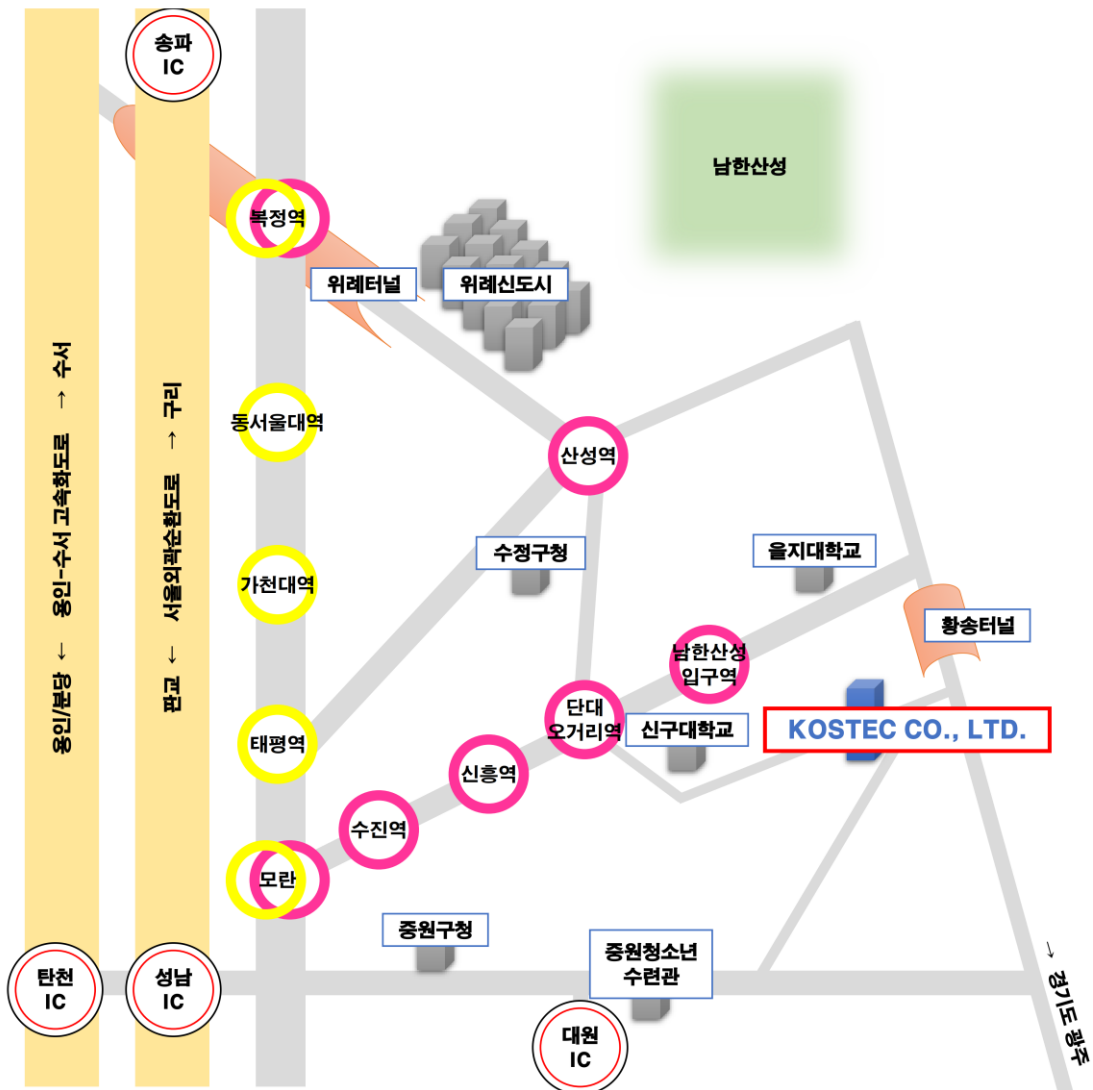 송파
IC
남한산성
복정역
위례터널
위례신도시
용인/분당 ← 용인-수서 고속화도로 → 수서
판교 ← 서울외곽순환도로 → 구리
동서울대역
산성역
수정구청
을지대학교
가천대역
황송터널
남한산성
입구역
단대
오거리역
신구대학교
KOSTEC CO., LTD.
태평역
신흥역
수진역
모란
중원구청
중원청소년
수련관
탄천
IC
성남
IC
대원
IC
→ 경기도 광주